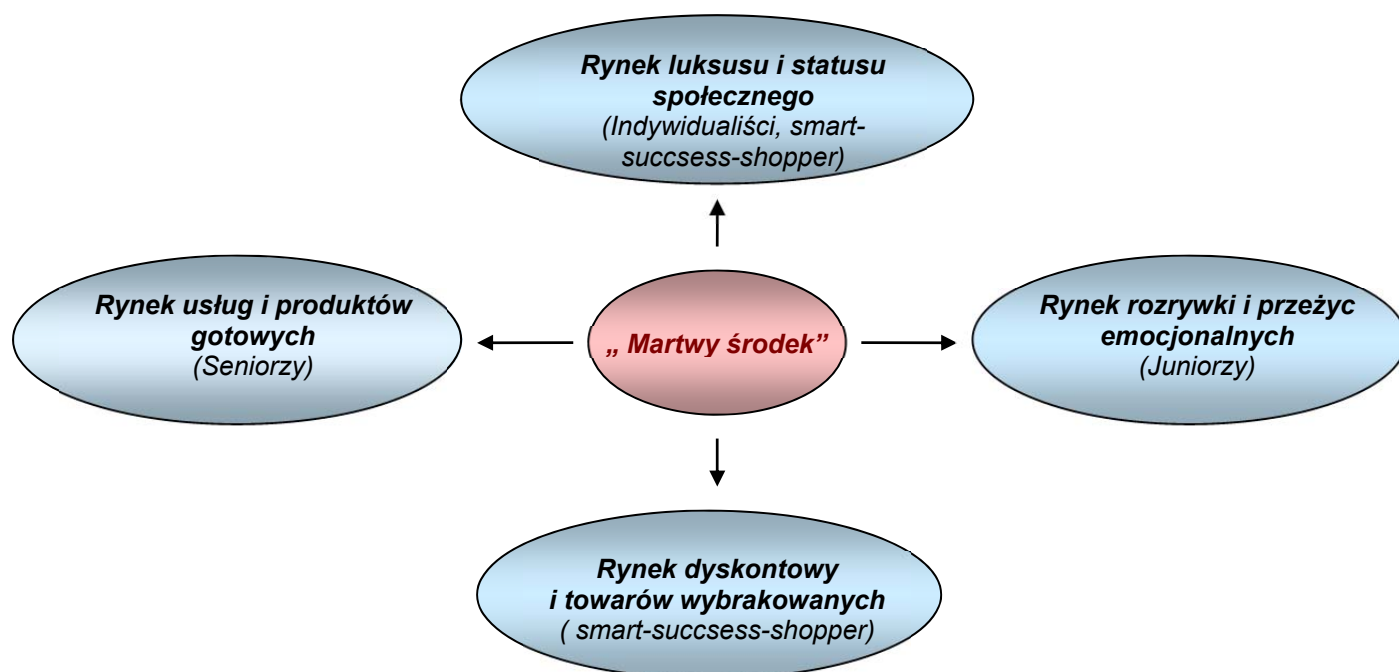 Rynek luksusu i statusu
społecznego
(Indywidualiści, smart-
succsess-shopper)
Rynek usług i produktów
gotowych
(Seniorzy)
„ Martwy środek”
Rynek rozrywki i przeżyc
emocjonalnych
(Juniorzy)
Rynek dyskontowy
i towarów wybrakowanych
( smart-succsess-shopper)